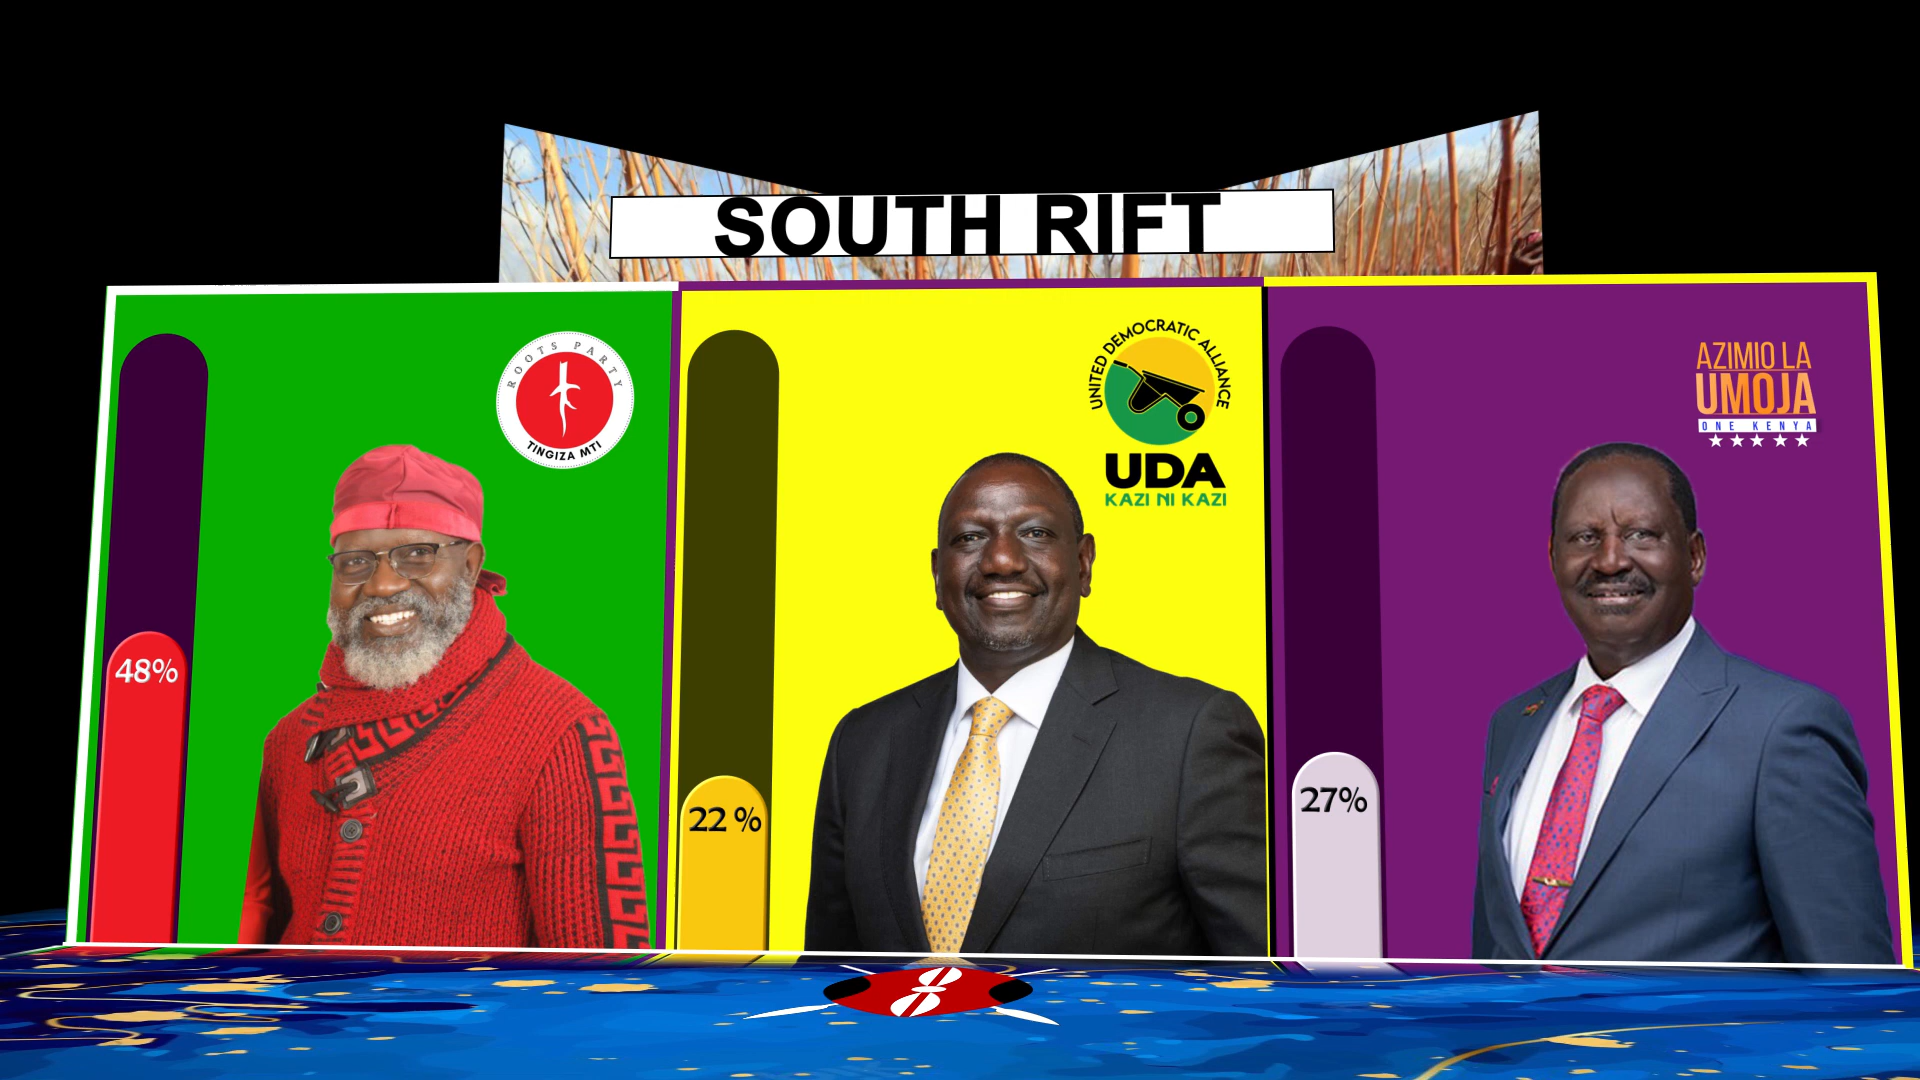 SOUTH RIFT
ROOTS PARTY
TINGIZA MTI
48%
UNITED DEMOCRATIC ALLIANCE
UDA
KAZI NI KAZI
22 %
AZIMIO LA
UMOJA
ONE KENYA
27%
8